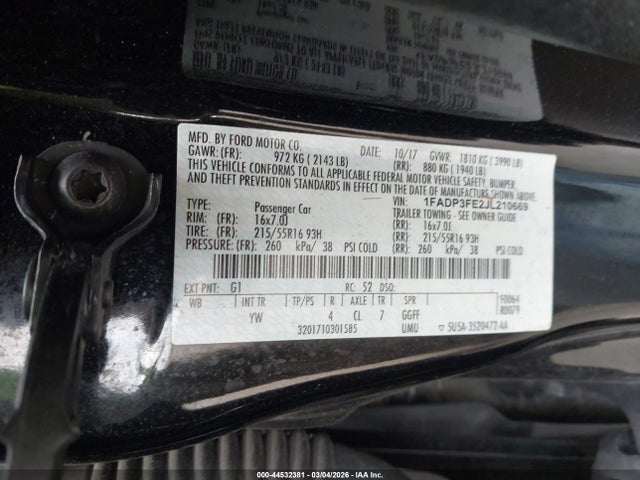 MFD. BY FORD MOTOR CO.
DATE: 10/17 GVWR: 1810 KG ( 3990 LB)
GAWR: (FR): 972 KG ( 2143 LB) (RR): 880 KG ( 1940 LB)
THIS VEHICLE CONFORMS TO ALL APPLICABLE FEDERAL MOTOR VEHICLE SAFETY, BUMPER,
AND THEFT PREVENTION STANDARDS IN EFFECT ON THE DATE OF MANUFACTURE SHOWN ABOVE.
VIN: 1FADP3FE2JL210669
TYPE: Passenger Car TRAILER TOWING - SEE OWNER GUIDE
RIM: (FR): 16x7.0J (RR): 16x7.0J
TIRE: (FR): 215/55R16 93H (RR): 215/55R16 93H
PRESSURE: (FR): 260 kPa/ 38 PSI COLD (RR): 260 kPa/ 38 PSI COLD
EXT PNT: G1 RC: 52 DSO:
WB INT TR TP/PS R AXLE TR SPR F0064
YW 4 CL 7 GGFF R0079
3201710301585 UMU 5U5A-3520472-AA
000-44532381 - 03/04/2026 - IAA Inc.